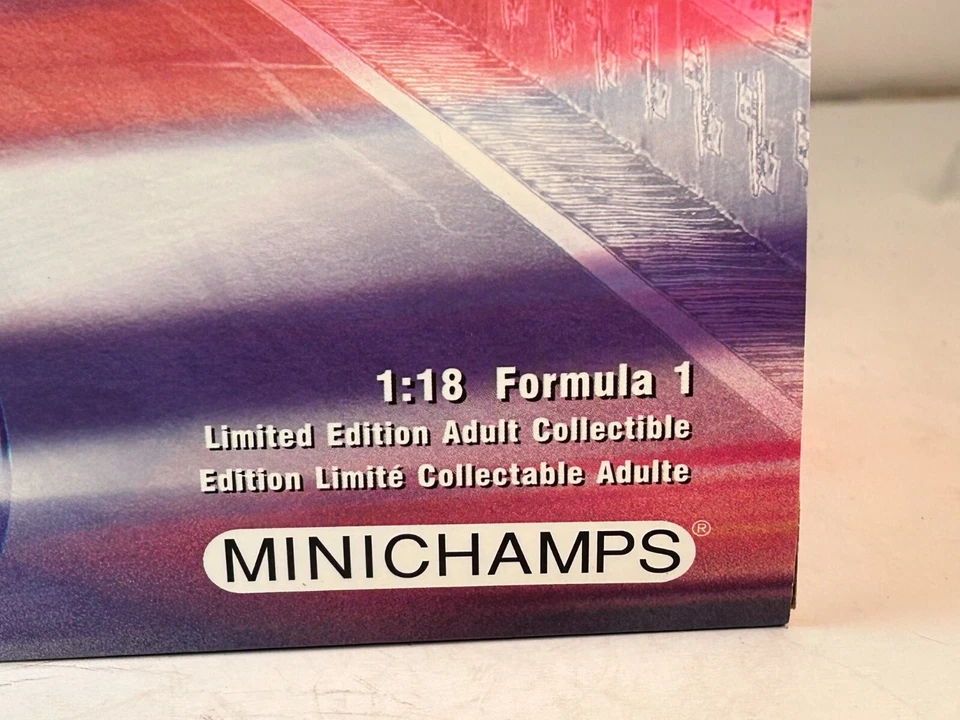 1:18 Formula 1
Limited Edition Adult Collectible
Edition Limité Collectable Adulte
MINICHAMPS®